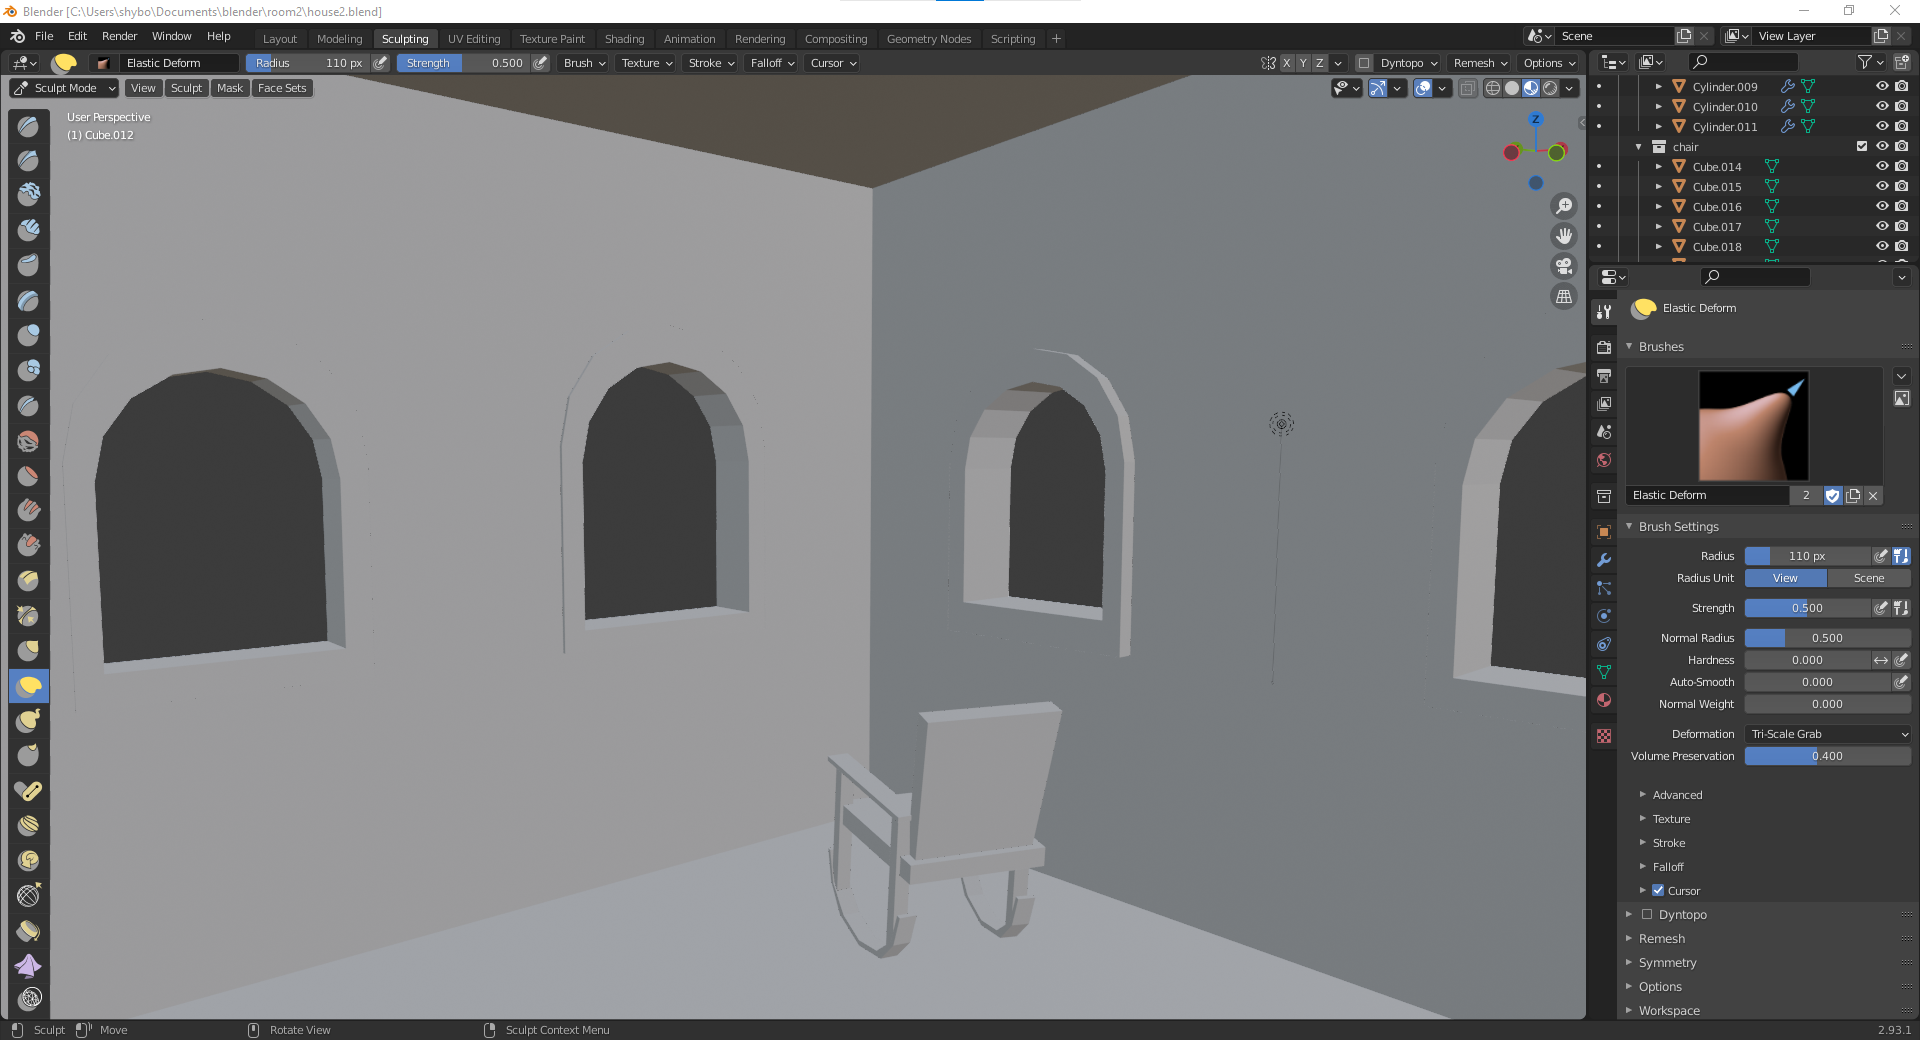 Blender [C:\Users\shybo\Documents\blender\room2\house2.blend]
File Edit Render Window Help Layout Modeling Sculpting UV Editing Texture Paint Shading Animation Rendering Compositing Geometry Nodes Scripting + Scene View Layer
Elastic Deform Radius 110 px Strength 0.500 Brush Texture Stroke Falloff Cursor X Y Z Dyntopo Remesh Options
Sculpt Mode View Sculpt Mask Face Sets
User Perspective
(1) Cube.012
Z
Cylinder.009
Cylinder.010
Cylinder.011
chair
Cube.014
Cube.015
Cube.016
Cube.017
Cube.018
Elastic Deform
Brushes
Elastic Deform 2
Brush Settings
Radius 110 px
Radius Unit View Scene
Strength 0.500
Normal Radius 0.500
Hardness 0.000
Auto-Smooth 0.000
Normal Weight 0.000
Deformation Tri-Scale Grab
Volume Preservation 0.400
Advanced
Texture
Stroke
Falloff
Cursor
Dyntopo
Remesh
Symmetry
Options
Workspace
Sculpt Move Rotate View Sculpt Context Menu 2.93.1